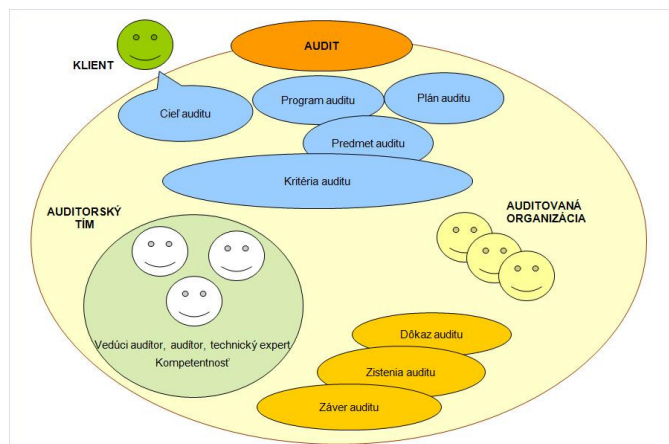 AUDIT
KLIENT
Cieľ auditu
Program auditu
Plán auditu
Predmet auditu
Kritéria auditu
AUDITORSKÝ
TÍM
AUDITOVANÁ
ORGANIZÁCIA
Vedúci audítor, audítor, technický expert
Kompetentnosť
Dôkaz auditu
Zistenia auditu
Záver auditu